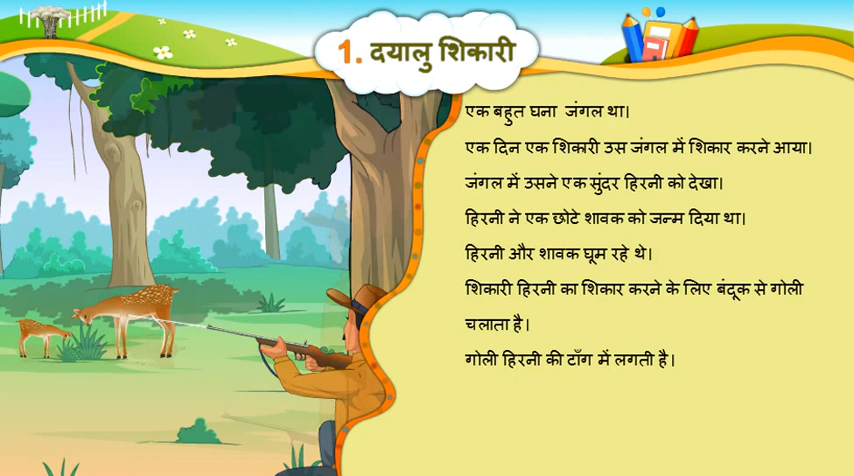 1. दयालु शिकारी
एक बहुत घना जंगल था।
एक दिन एक शिकारी उस जंगल में शिकार करने आया।
जंगल में उसने एक सुंदर हिरनी को देखा।
हिरनी ने एक छोटे शावक को जन्म दिया था।
हिरनी और शावक घूम रहे थे।
शिकारी हिरनी का शिकार करने के लिए बंदूक से गोली
चलाता है।
गोली हिरनी की टाँग में लगती है।